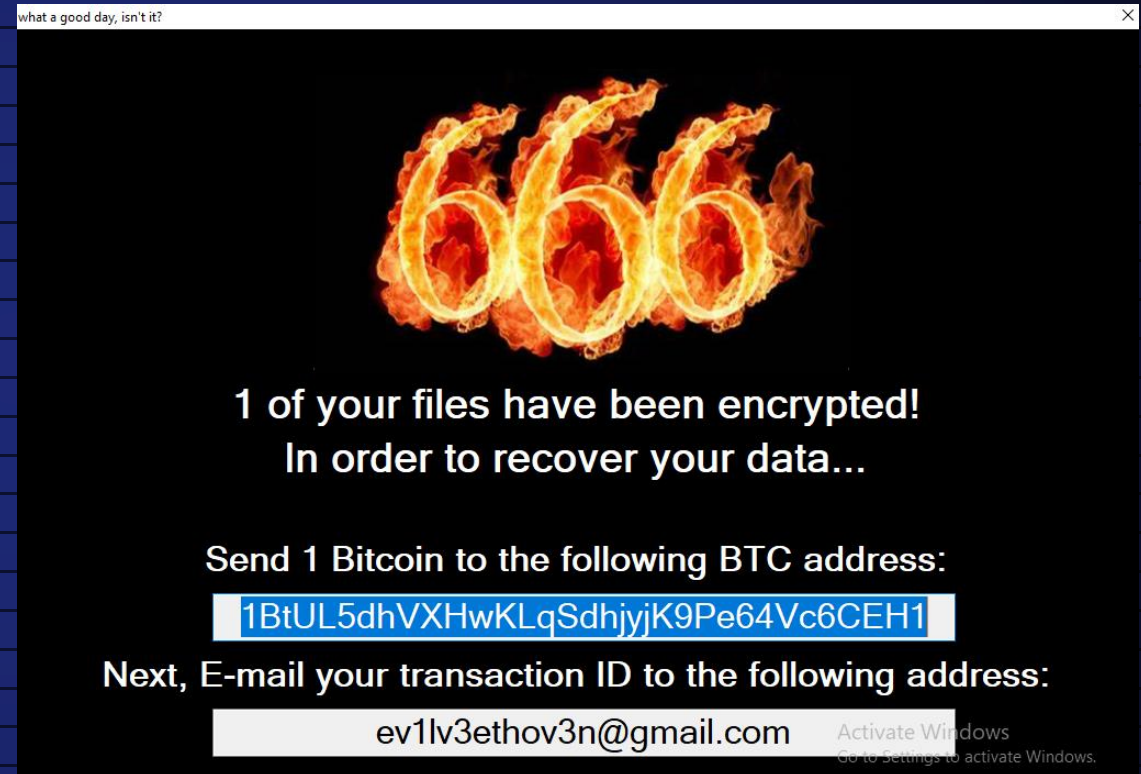 what a good day, isn't it?
666
1 of your files have been encrypted!
In order to recover your data...
Send 1 Bitcoin to the following BTC address:
1BtUL5dhVXHwKLqSdhjyjK9Pe64Vc6CEH1
Next, E-mail your transaction ID to the following address:
ev1lv3ethov3n@gmail.com
Activate Windows
Go to Settings to activate Windows.